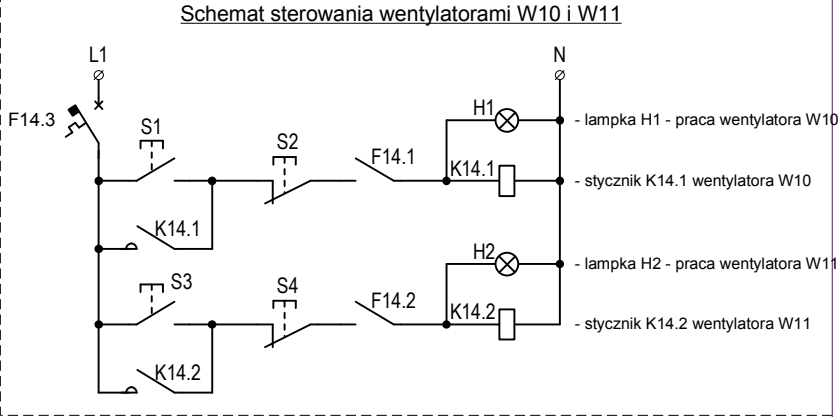 Schemat sterowania wentylatorami W10 i W11
L1
N
F14.3
S1
S2
F14.1
H1
- lampka H1 - praca wentylatora W10
K14.1
- stycznik K14.1 wentylatora W10
K14.1
H2
- lampka H2 - praca wentylatora W11
S3
S4
F14.2
K14.2
- stycznik K14.2 wentylatora W11
K14.2